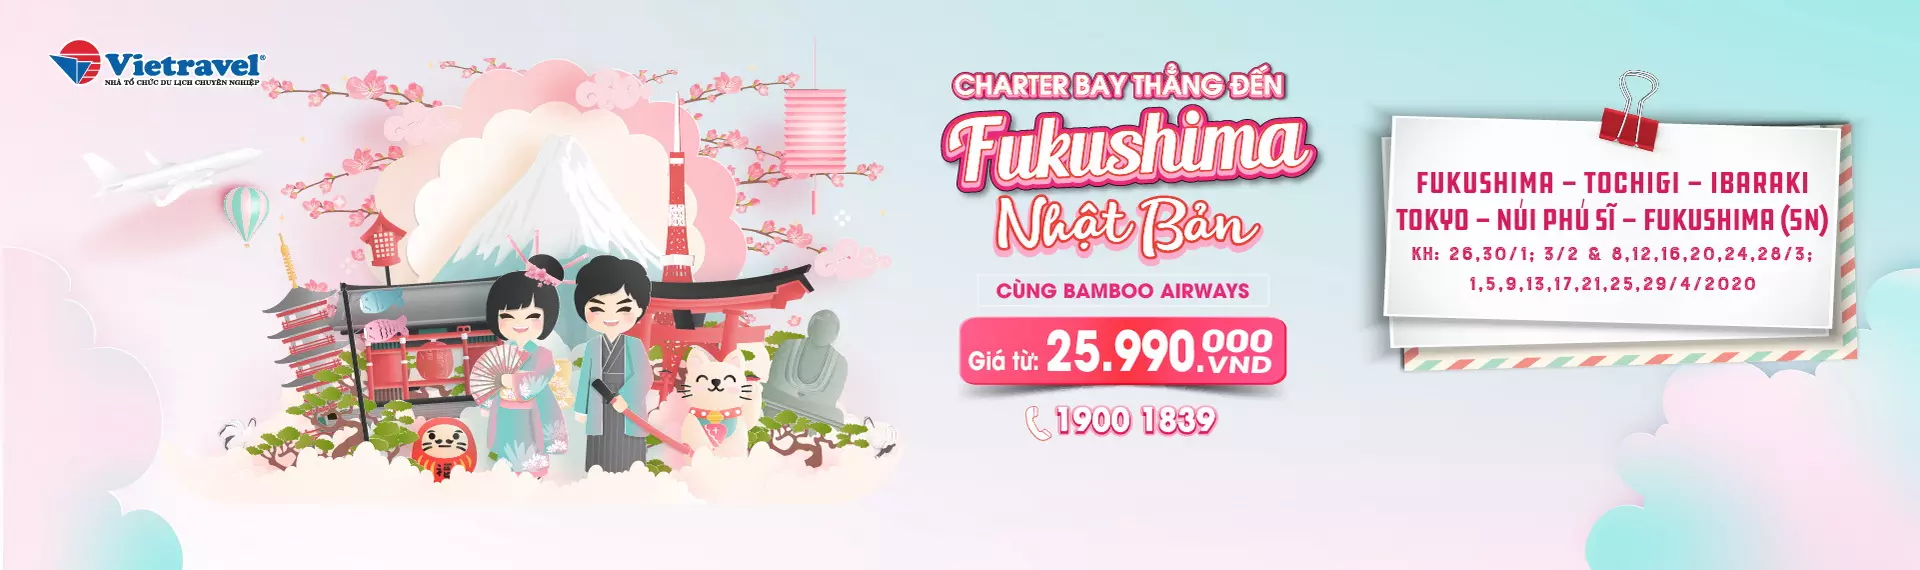 Vietravel®
NHÀ TỔ CHỨC DU LỊCH CHUYÊN NGHIỆP
CHARTER BAY THẲNG ĐẾN
Fukushima
Nhật Bản
CÙNG BAMBOO AIRWAYS
Giá từ: 25.990.000 VND
1900 1839
FUKUSHIMA – TOCHIGI – IBARAKI
TOKYO – NÚI PHÚ SĨ – FUKUSHIMA (5N)
KH: 26,30/1; 3/2 & 8,12,16,20,24,28/3;
1,5,9,13,17,21,25,29/4/2020